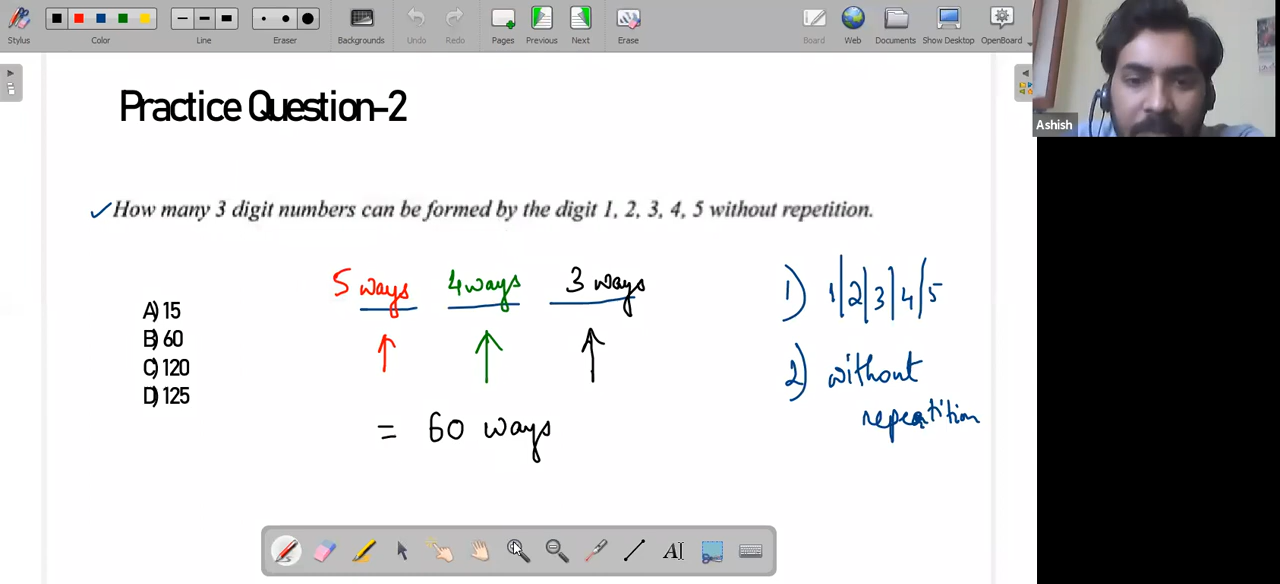 Stylus
Color
Line
Eraser
Backgrounds
Undo
Redo
Pages
Previous
Next
Erase
Board
Web
Documents
Show Desktop
OpenBoard
Ashish
Practice Question-2
How many 3 digit numbers can be formed by the digit 1, 2, 3, 4, 5 without repetition.
5 ways 4 ways 3 ways
A) 15
B) 60
C) 120
D) 125
= 60 ways
1) 1|2|3|4|5
2) without
repeatition
A